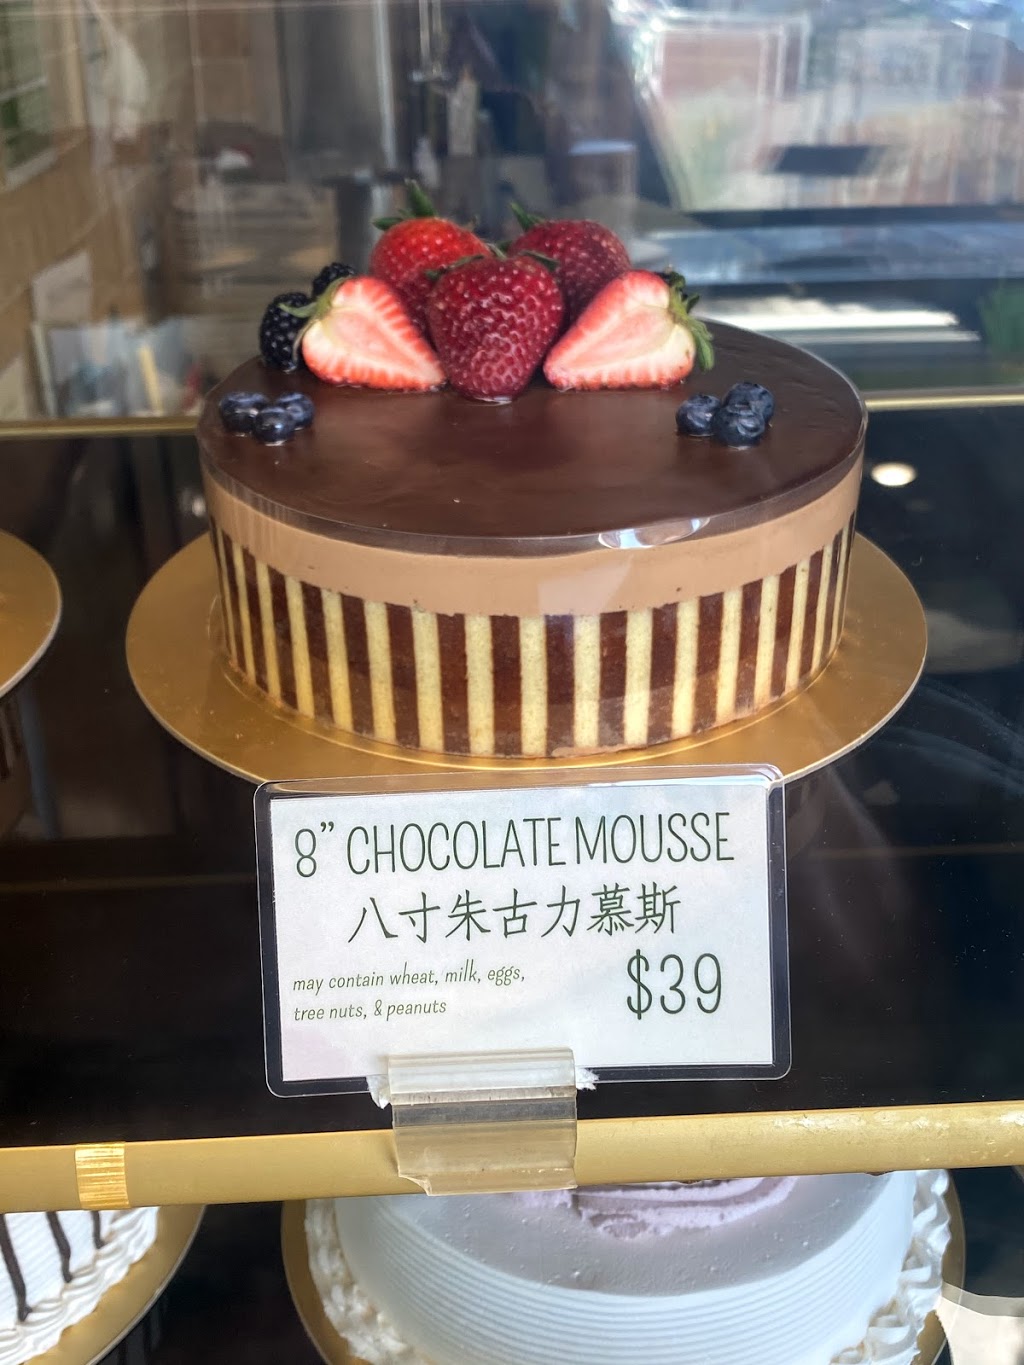 8” CHOCOLATE MOUSSE
八寸朱古力慕斯
may contain wheat, milk, eggs,
tree nuts, & peanuts
$39